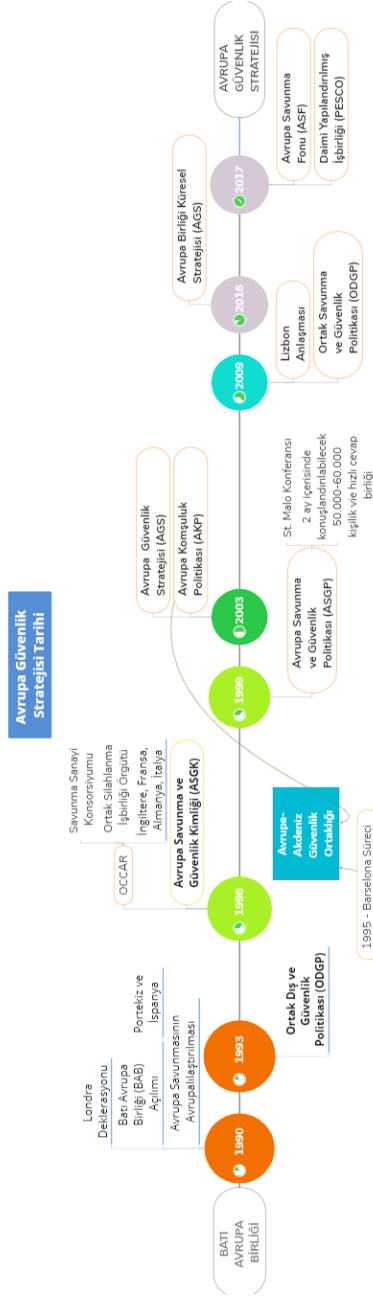 Avrupa Güvenlik
Stratejisi Tarihi
BATI
AVRUPA
BİRLİĞİ
1990
Londra
Deklerasyonu
Batı Avrupa
Birliği (BAB)
Açılımı
Portekiz ve
İspanya
Avrupa Savunmasının
Avrupalılaştırılması
1993
Ortak Dış ve
Güvenlik
Politikası (ODGP)
1996
OCCAR
Savunma Sanayi
Konsorsiyumu
Ortak Silahlanma
İşbirliği Örgütü
İngiltere, Fransa,
Almanya, İtalya
Avrupa Savunma ve
Güvenlik Kimliği (ASGK)
Avrupa-
Akdeniz
Güvenlik
Ortaklığı
1995 - Barselona Süreci
1999
Avrupa Savunma
ve Güvenlik
Politikası (ASGP)
St. Malo Konferansı
2 ay içerisinde
konuşlandırılabilecek
50.000-60.000
kişilik vie hızlı cevap
birliği
2003
Avrupa Güvenlik
Stratejisi (AGS)
Avrupa Komşuluk
Politikası (AKP)
2009
Lizbon
Anlaşması
Ortak Savunma
ve Güvenlik
Politikası (ODGP)
2016
Avrupa Birliği Küresel
Stratejisi (AGS)
2017
Avrupa Savunma
Fonu (ASF)
Daimi Yapılandırılmış
İşbirliği (PESCO)
AVRUPA
GÜVENLİK
STRATEJİSİ